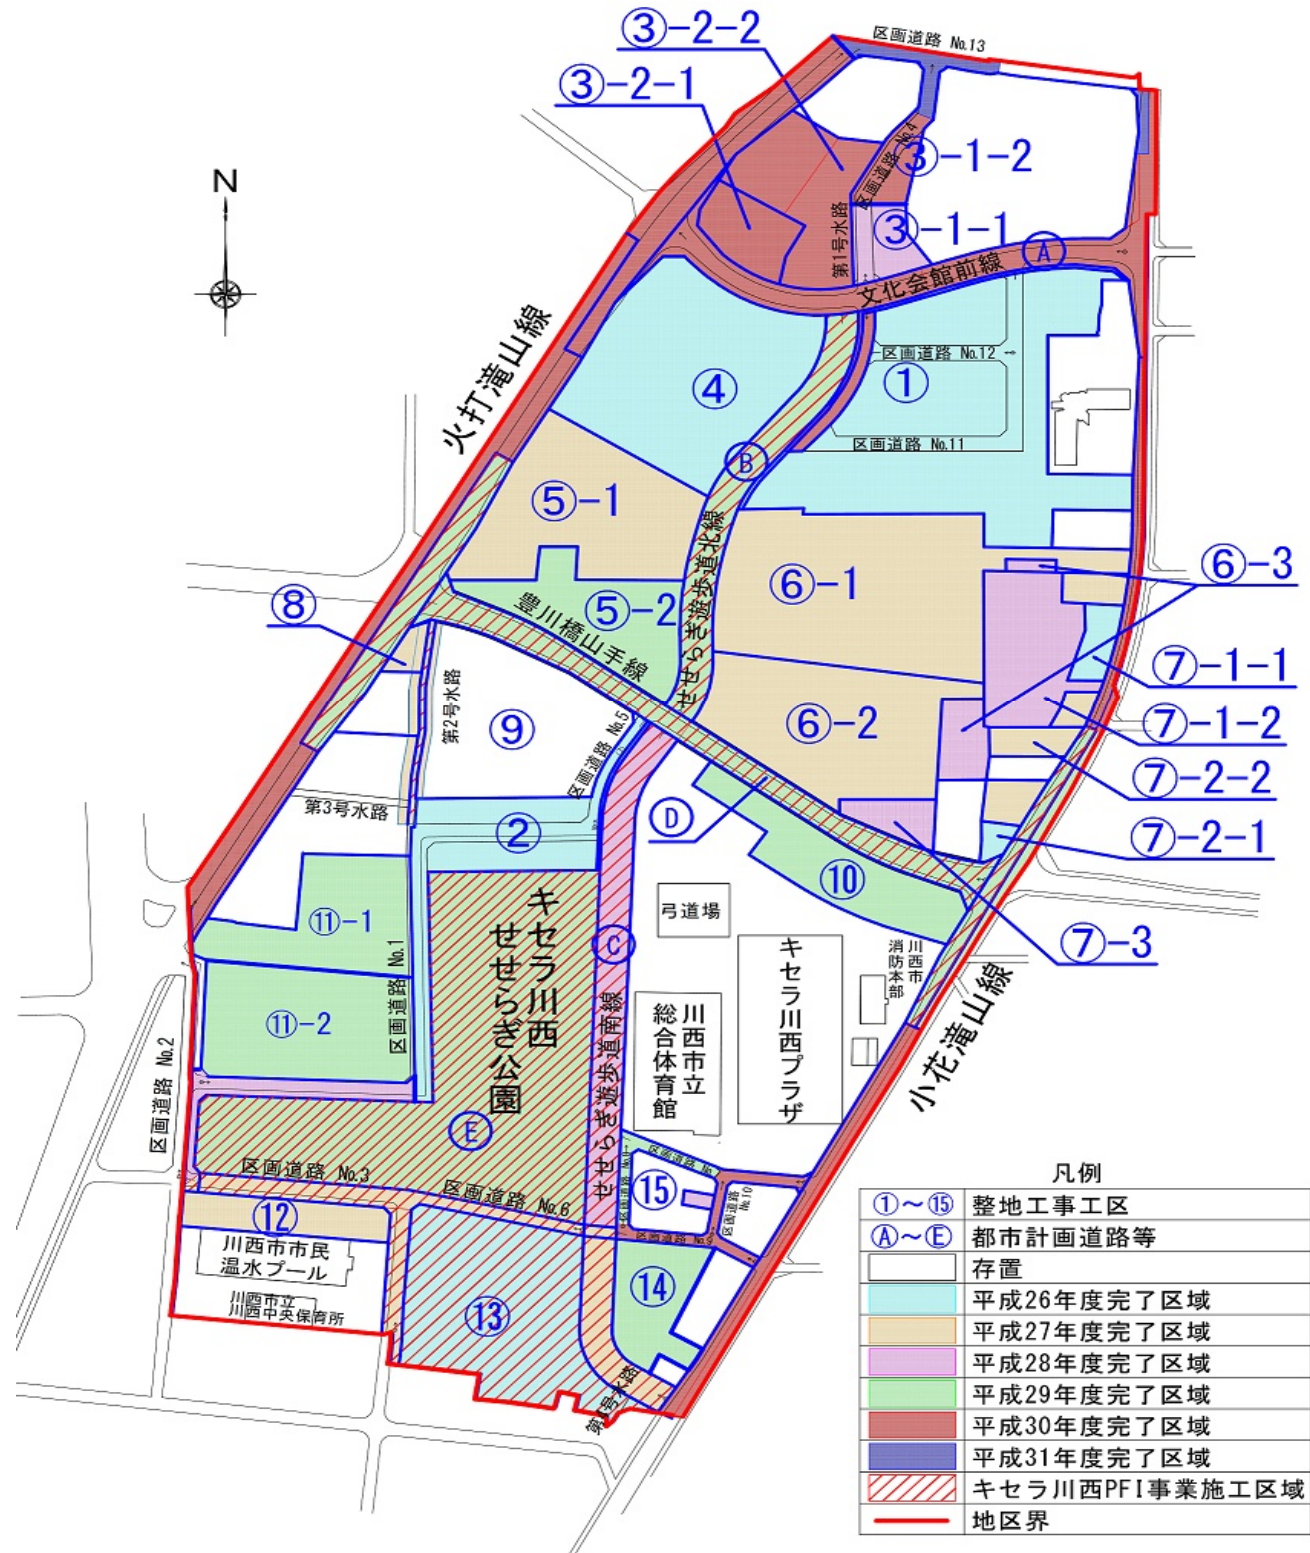 区画道路 No.13
③-2-2
③-2-1
区画道路 No.4
③-1-2
N
第1号水路
③-1-1
A
文化会館前線
火打滝山線
区画道路 No.12
④
①
区画道路 No.11
B
⑤-1
せせらぎ遊歩道北線
⑥-1
⑥-3
⑧
⑤-2
豊川橋山手線
⑦-1-1
第2号水路
⑨
区画道路 No.5
⑥-2
⑦-1-2
⑦-2-2
第3号水路
②
D
⑦-2-1
⑩
キセラ川西
せせらぎ公園
弓道場
⑪-1
C
⑦-3
区画道路 No.1
キセラ川西プラザ
川西市
消防本部
⑪-2
せせらぎ遊歩道南線
川西市立
総合体育館
小花滝山線
区画道路 No.2
E
区画道路 No.3
区画道路 No.6
区画道路 No.
⑮
区画道路 No.10
区画道路
⑫
川西市市民
温水プール
川西市立
川西中央保育所
⑬
⑭
凡例
①～⑮ 整地工事工区
A～E 都市計画道路等
存置
平成26年度完了区域
平成27年度完了区域
平成28年度完了区域
平成29年度完了区域
平成30年度完了区域
平成31年度完了区域
キセラ川西PFI事業施工区域
地区界